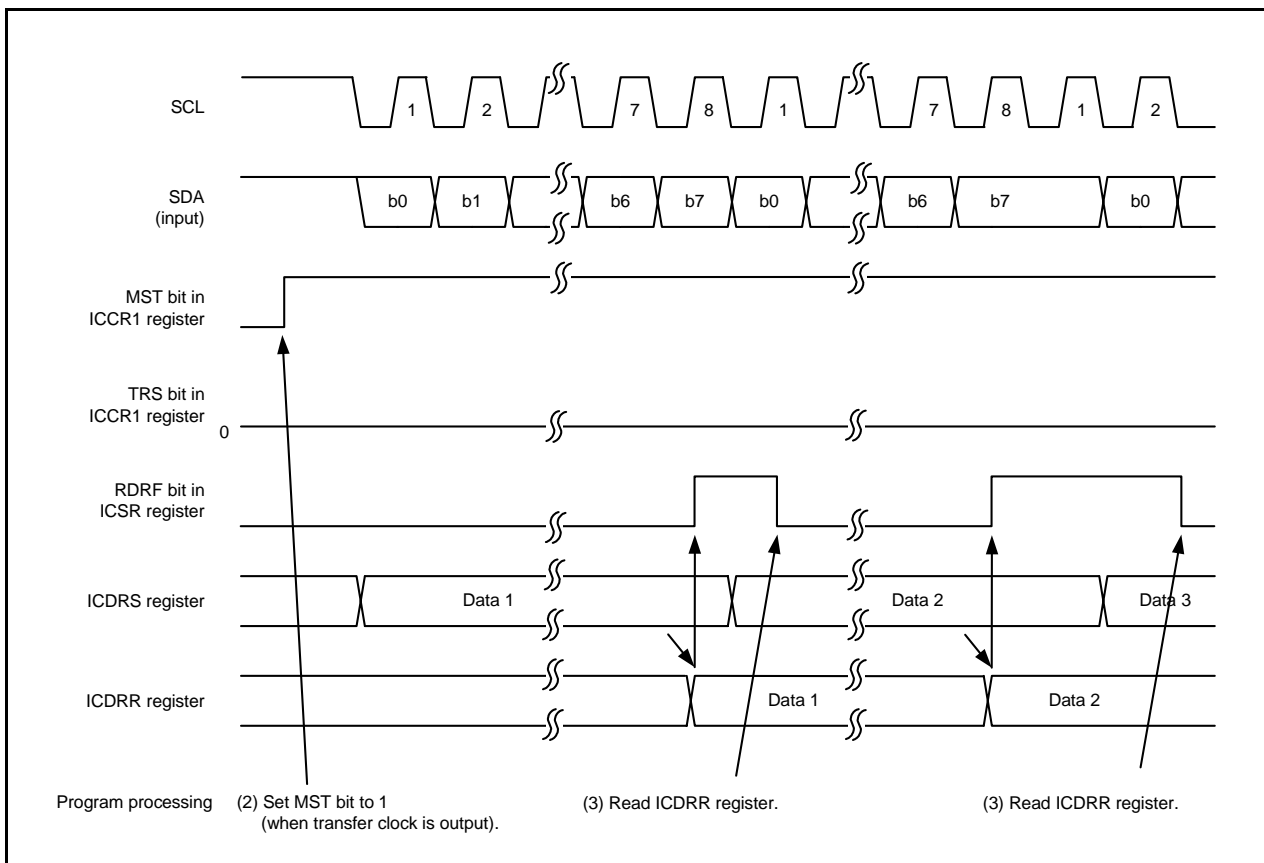 SCL
1 2 7 8 1 7 8 1 2
SDA
(input)
b0 b1 b6 b7 b0 b6 b7 b0
MST bit in
ICCR1 register
TRS bit in
ICCR1 register
0
RDRF bit in
ICSR register
ICDRS register
Data 1 Data 2 Data 3
ICDRR register
Data 1 Data 2
Program processing (2) Set MST bit to 1 (3) Read ICDRR register. (3) Read ICDRR register.
(when transfer clock is output).